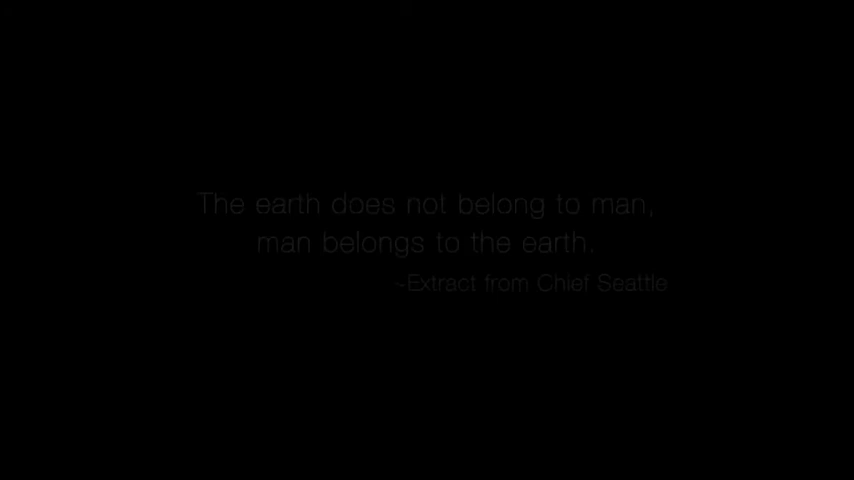 The earth does not belong to man,
man belongs to the earth.
~Extract from Chief Seattle